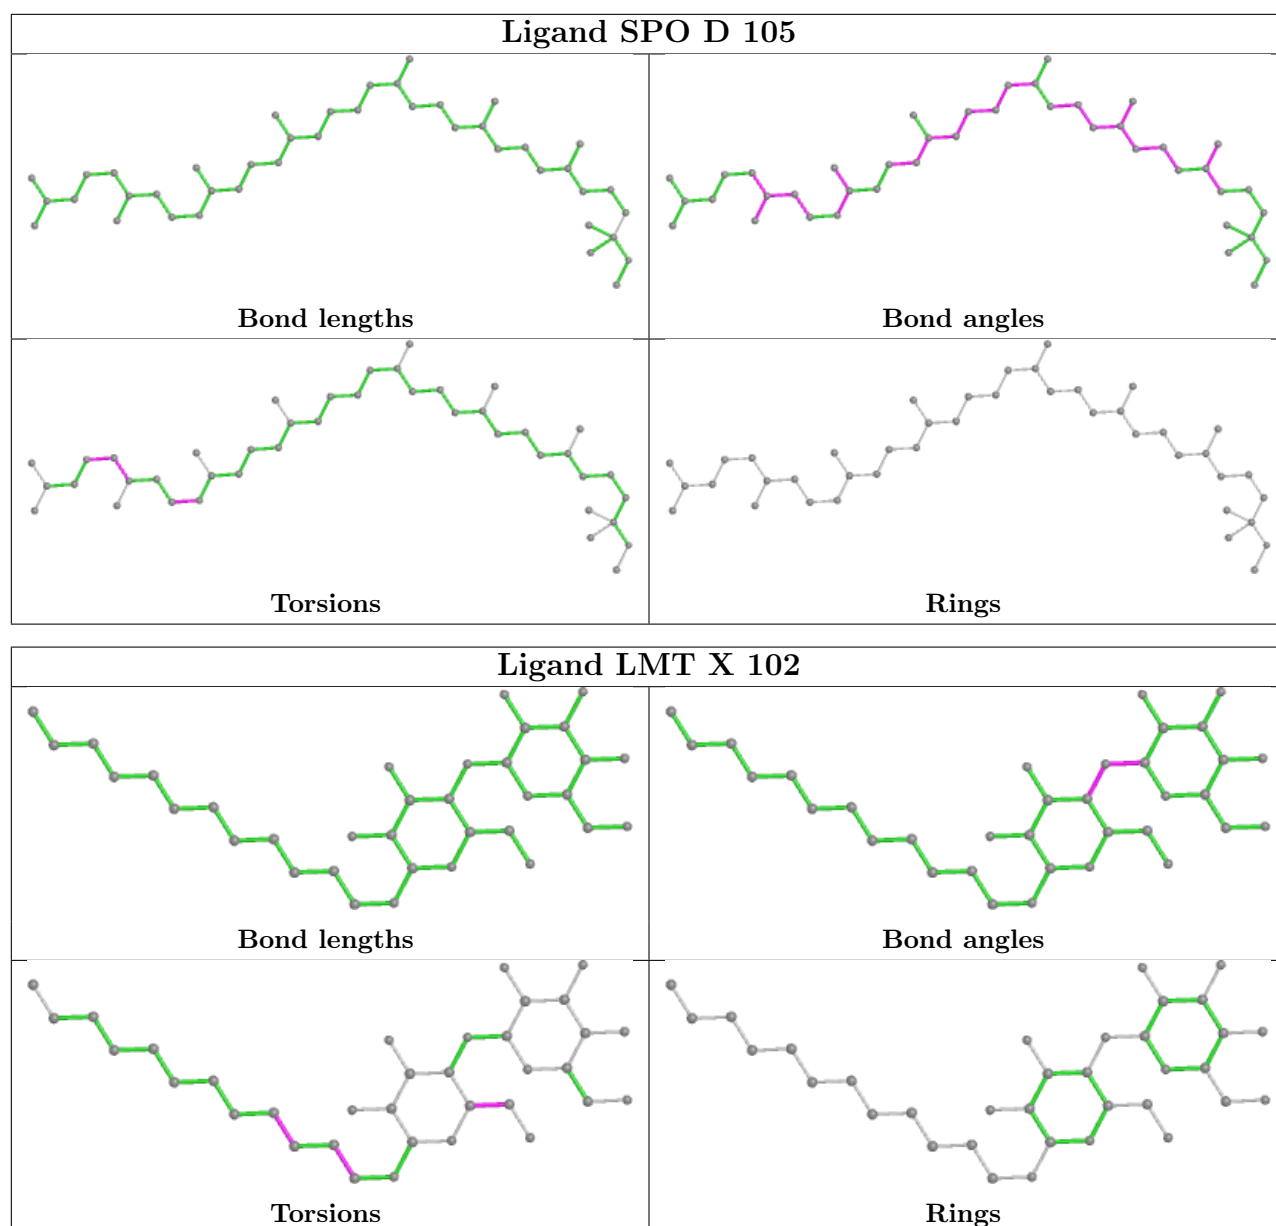 Ligand SPO D 105
Bond lengths
Bond angles
Torsions
Rings
Ligand LMT X 102
Bond lengths
Bond angles
Torsions
Rings